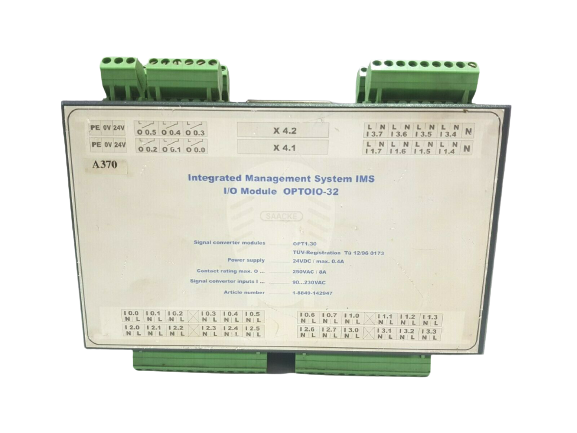 PE 0V 24V
O 0.5 O 0.4 O 0.3
X 4.2
L N L N L N L N N
I 3.7 I 3.6 I 3.5 I 3.4
PE 0V 24V
O 0.2 O 0.1 O 0.0
X 4.1
L N L N L N L N N
I 1.7 I 1.6 I 1.5 I 1.4
A370
Integrated Management System IMS
I/O Module OPTOIO-32
Signal converter modules
TÜV-Registration
Power supply 24VDC / max. 0.4A
Contact rating max. 250VAC / 8A
Signal converter inputs
Article number
I 0.0 I 0.1 I 0.2 I 0.3 I 0.4 I 0.5
N L N L N L N L N L N L
I 2.0 I 2.1 I 2.2 I 2.3 I 2.4 I 2.5
N L N L N L N L N L N L
I 0.6 I 0.7 I 1.0 I 1.1 I 1.2 I 1.3
N L N L N L N L N L N L
I 2.6 I 2.7 I 3.0 I 3.1 I 3.2 I 3.3
N L N L N L N L N L N L